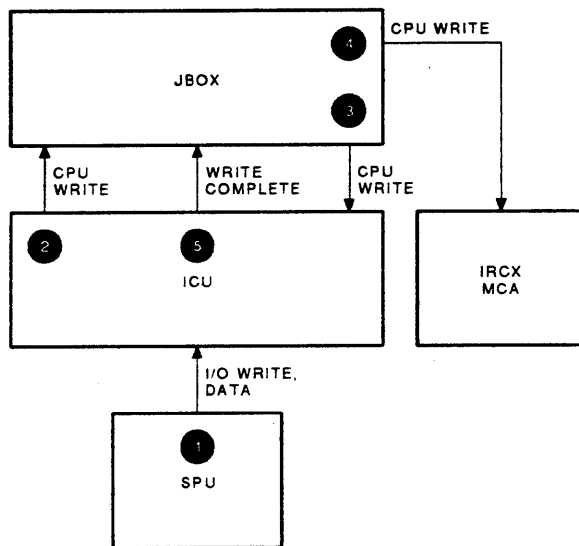 4
CPU WRITE
JBOX
3
CPU
WRITE
WRITE
COMPLETE
CPU
WRITE
2
5
ICU
IRCX
MCA
I/O WRITE,
DATA
1
SPU